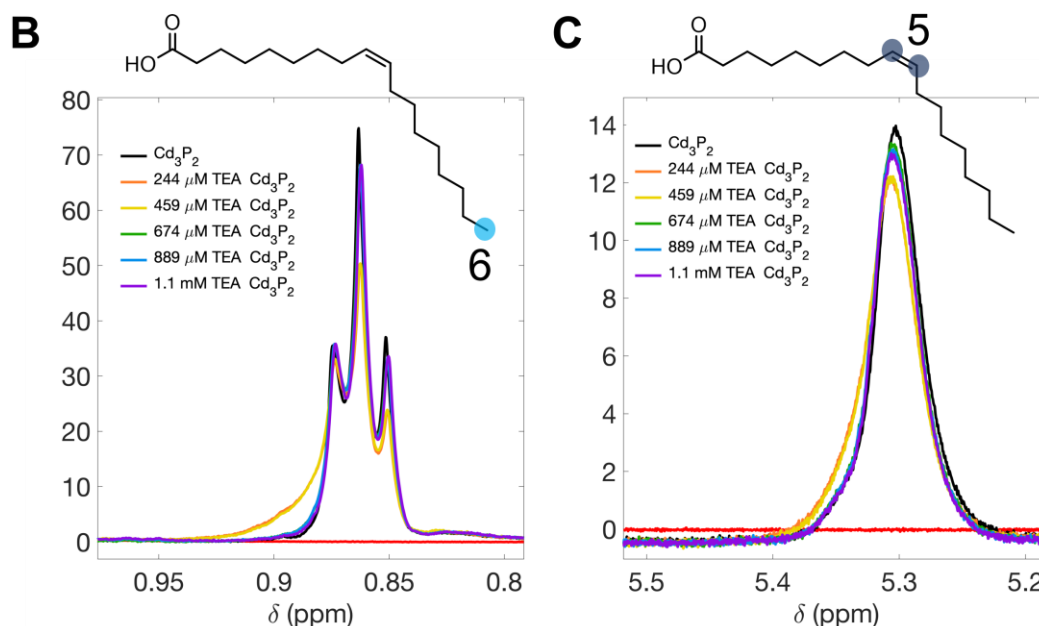 B
O
HO
6
80
70
60
50
40
30
20
10
0
Cd₃P₂
244 μM TEA Cd₃P₂
459 μM TEA Cd₃P₂
674 μM TEA Cd₃P₂
889 μM TEA Cd₃P₂
1.1 mM TEA Cd₃P₂
0.95 0.9 0.85 0.8
δ (ppm)
C
O
HO
5
14
12
10
8
6
4
2
0
Cd₃P₂
244 μM TEA Cd₃P₂
459 μM TEA Cd₃P₂
674 μM TEA Cd₃P₂
889 μM TEA Cd₃P₂
1.1 mM TEA Cd₃P₂
5.5 5.4 5.3 5.2
δ (ppm)